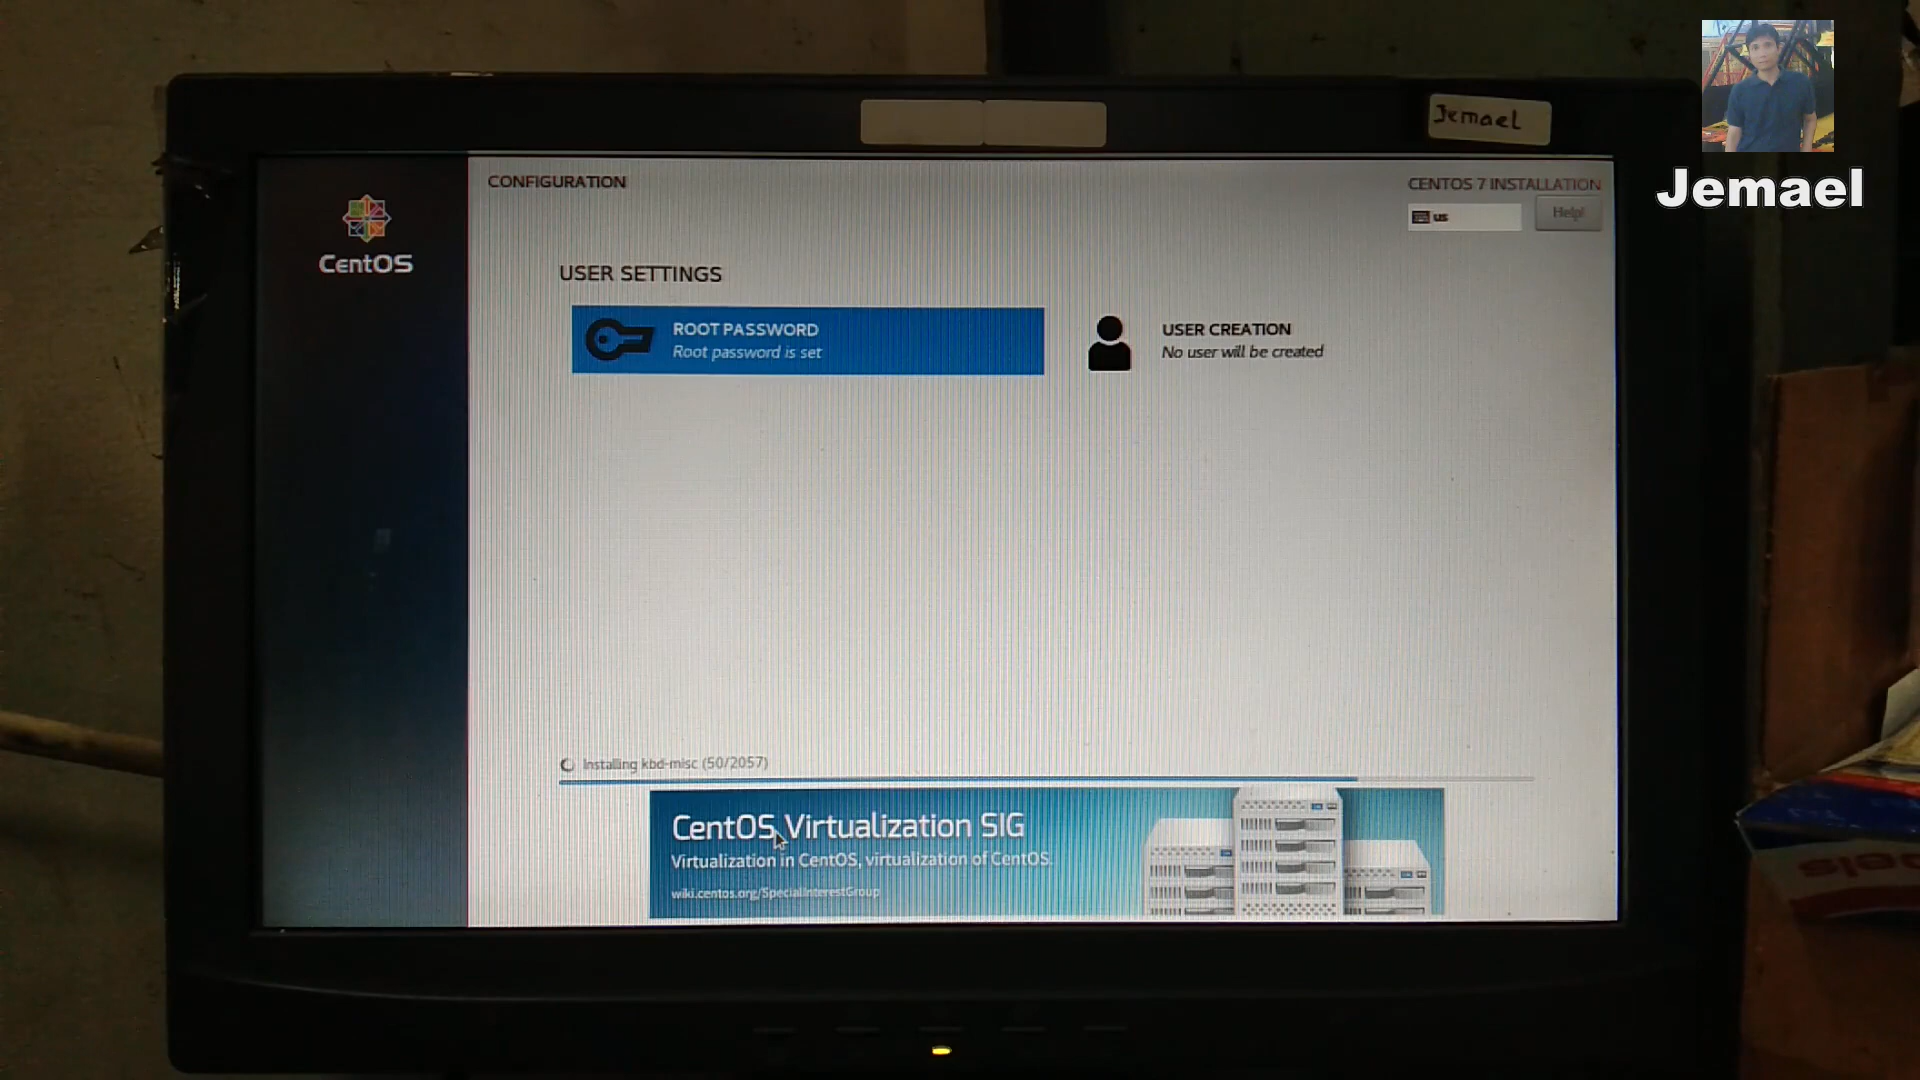 Jemael
Jemael
CONFIGURATION
CENTOS 7 INSTALLATION
us
Help!
CentOS
USER SETTINGS
ROOT PASSWORD
Root password is set
USER CREATION
No user will be created
Installing kbd-misc (50/2057)
CentOS Virtualization SIG
Virtualization in CentOS, virtualization of CentOS.
wiki.centos.org/SpecialInterestGroup